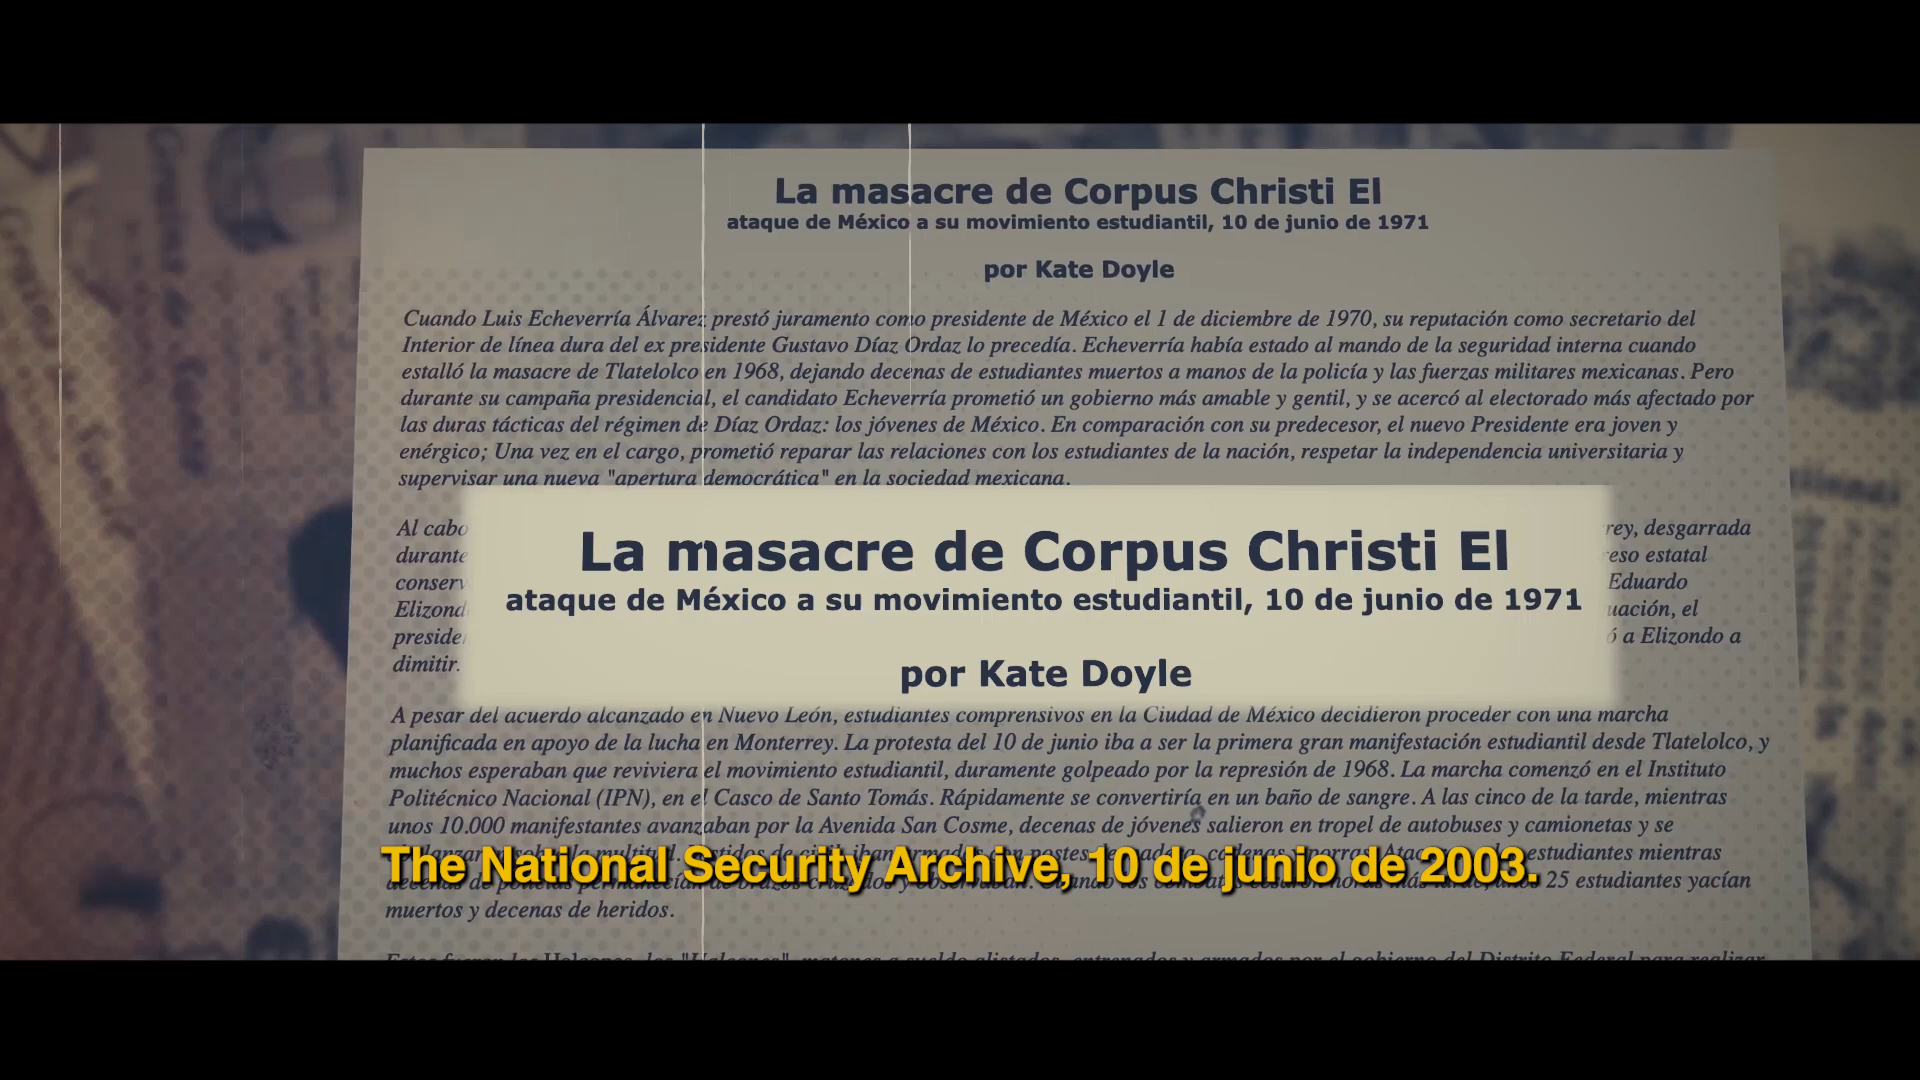 La masacre de Corpus Christi El
ataque de México a su movimiento estudiantil, 10 de junio de 1971
por Kate Doyle
Cuando Luis Echeverría Álvarez prestó juramento como presidente de México el 1 de diciembre de 1970, su reputación como secretario del
Interior de línea dura del ex presidente Gustavo Díaz Ordaz lo precedía. Echeverría había estado al mando de la seguridad interna cuando
estalló la masacre de Tlatelolco en 1968, dejando decenas de estudiantes muertos a manos de la policía y las fuerzas militares mexicanas. Pero
durante su campaña presidencial, el candidato Echeverría prometió un gobierno más amable y gentil, y se acercó al electorado más afectado por
las duras tácticas del régimen de Díaz Ordaz: los jóvenes de México. En comparación con su predecesor, el nuevo Presidente era joven y
enérgico; Una vez en el cargo, prometió reparar las relaciones con los estudiantes de la nación, respetar la independencia universitaria y
supervisar una nueva "apertura democrática" en la sociedad mexicana.
Al cabo desgarrada
durante estatal
Eduardo
el
a Elizondo a
dimitir.
La masacre de Corpus Christi El
ataque de México a su movimiento estudiantil, 10 de junio de 1971
por Kate Doyle
A pesar del acuerdo alcanzado en Nuevo León, estudiantes comprensivos en la Ciudad de México decidieron proceder con una marcha
planificada en apoyo de la lucha en Monterrey. La protesta del 10 de junio iba a ser la primera gran manifestación estudiantil desde Tlatelolco, y
muchos esperaban que reviviera el movimiento estudiantil, duramente golpeado por la represión de 1968. La marcha comenzó en el Instituto
Politécnico Nacional (IPN), en el Casco de Santo Tomás. Rápidamente se convertiría en un baño de sangre. A las cinco de la tarde, mientras
unos 10.000 manifestantes avanzaban por la Avenida San Cosme, decenas de jóvenes salieron en tropel de autobuses y camionetas y se
estudiantes mientras
25 estudiantes yacían
muertos y decenas de heridos.
The National Security Archive, 10 de junio de 2003.